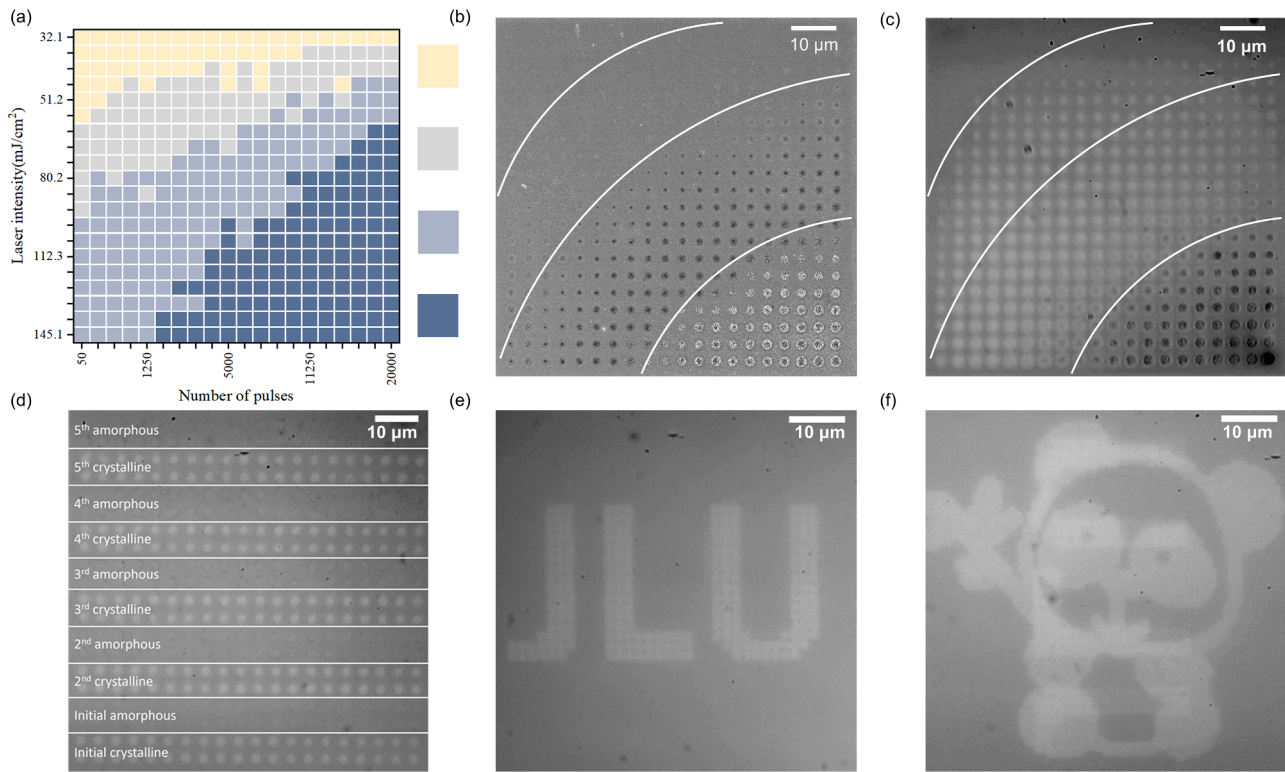 (a)
32.1
51.2
80.2
112.3
145.1
Laser intensity(mJ/cm²)
50
1250
5000
11250
20000
Number of pulses
(b)
10 µm
(c)
10 µm
(d)
10 µm
5th amorphous
5th crystalline
4th amorphous
4th crystalline
3rd amorphous
3rd crystalline
2nd amorphous
2nd crystalline
Initial amorphous
Initial crystalline
(e)
10 µm
JLU
(f)
10 µm